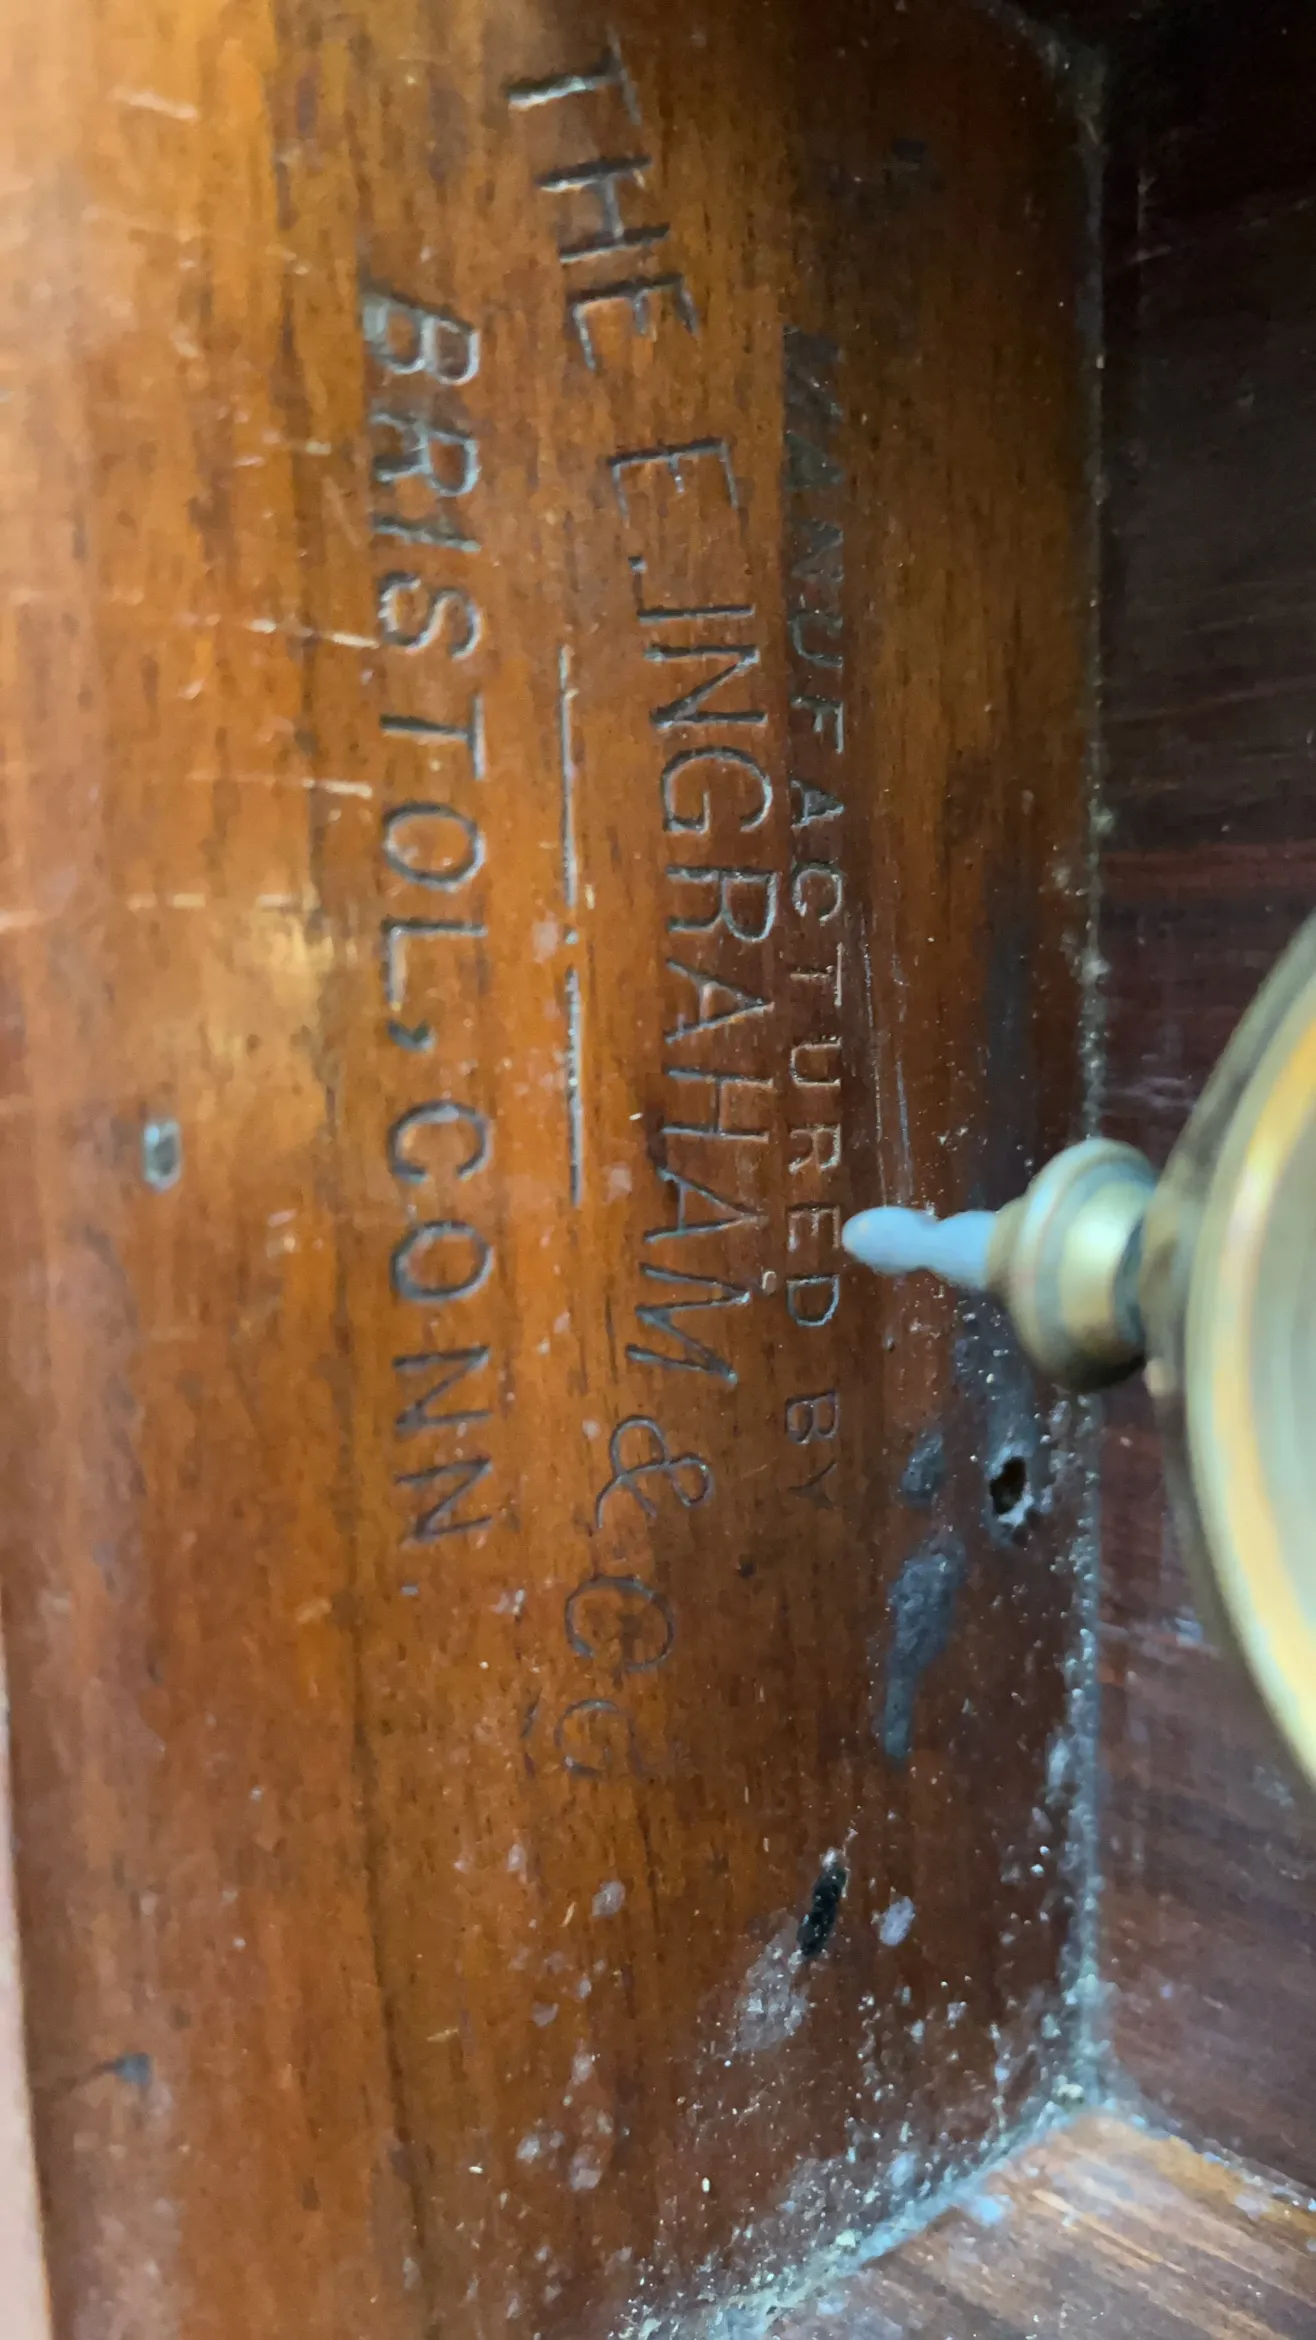 MANUFACTURED BY
THE E. INGRAHAM & CO
BRISTOL, CONN.